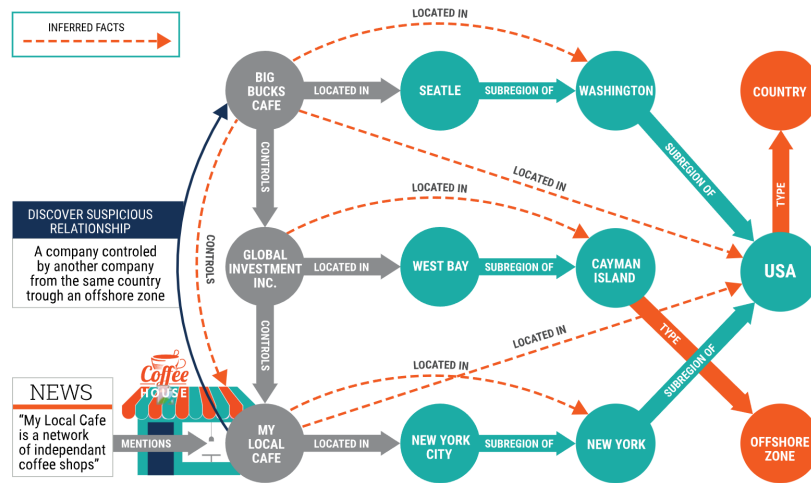 INFERRED FACTS
LOCATED IN
BIG
BUCKS
CAFE
LOCATED IN
SEATLE
SUBREGION OF
WASHINGTON
COUNTRY
CONTROLS
LOCATED IN
SUBREGION OF
TYPE
DISCOVER SUSPICIOUS
RELATIONSHIP
A company controled
by another company
from the same country
trough an offshore zone
CONTROLS
LOCATED IN
GLOBAL
INVESTMENT
INC.
LOCATED IN
WEST BAY
SUBREGION OF
CAYMAN
ISLAND
USA
CONTROLS
LOCATED IN
TYPE
SUBREGION OF
Coffee
HOUSE
LOCATED IN
NEWS
"My Local Cafe
is a network
of independant
coffee shops"
MENTIONS
MY
LOCAL
CAFE
LOCATED IN
NEW YORK
CITY
SUBREGION OF
NEW YORK
OFFSHORE
ZONE